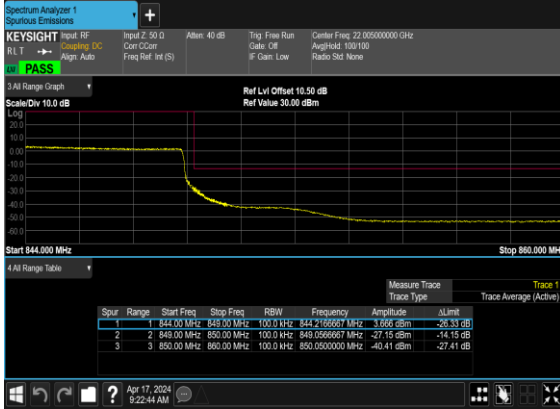 Spectrum Analyzer 1
Spurious Emissions
+
KEYSIGHT
Input: RF
Input Z: 50 Ω
Atten: 40 dB
Trig: Free Run
Center Freq: 22.005000000 GHz
RLT
Coupling: DC
Corr CCorr
Gate: Off
Avg|Hold: 100/100
Align: Auto
Freq Ref: Int (S)
IF Gain: Low
Radio Std: None
PASS
3 All Range Graph
Ref Lvl Offset 10.50 dB
Scale/Div 10.0 dB
Ref Value 30.00 dBm
Log
20.0
10.0
0.00
-10.0
-20.0
-30.0
-40.0
-50.0
-60.0
Start 844.000 MHz
Stop 860.000 MH
4 All Range Table
Measure Trace Trace 1
Trace Type Trace Average (Active)
Spur Range Start Freq Stop Freq RBW Frequency Amplitude ΔLimit
1 1 844.00 MHz 849.00 MHz 100.0 kHz 844.2166667 MHz 3.666 dBm -26.33 dB
2 2 849.00 MHz 850.00 MHz 100.0 kHz 849.0566667 MHz -27.15 dBm -14.15 dB
3 3 850.00 MHz 860.00 MHz 100.0 kHz 850.0500000 MHz -40.41 dBm -27.41 dB
?
Apr 17, 2024
9:22:44 AM